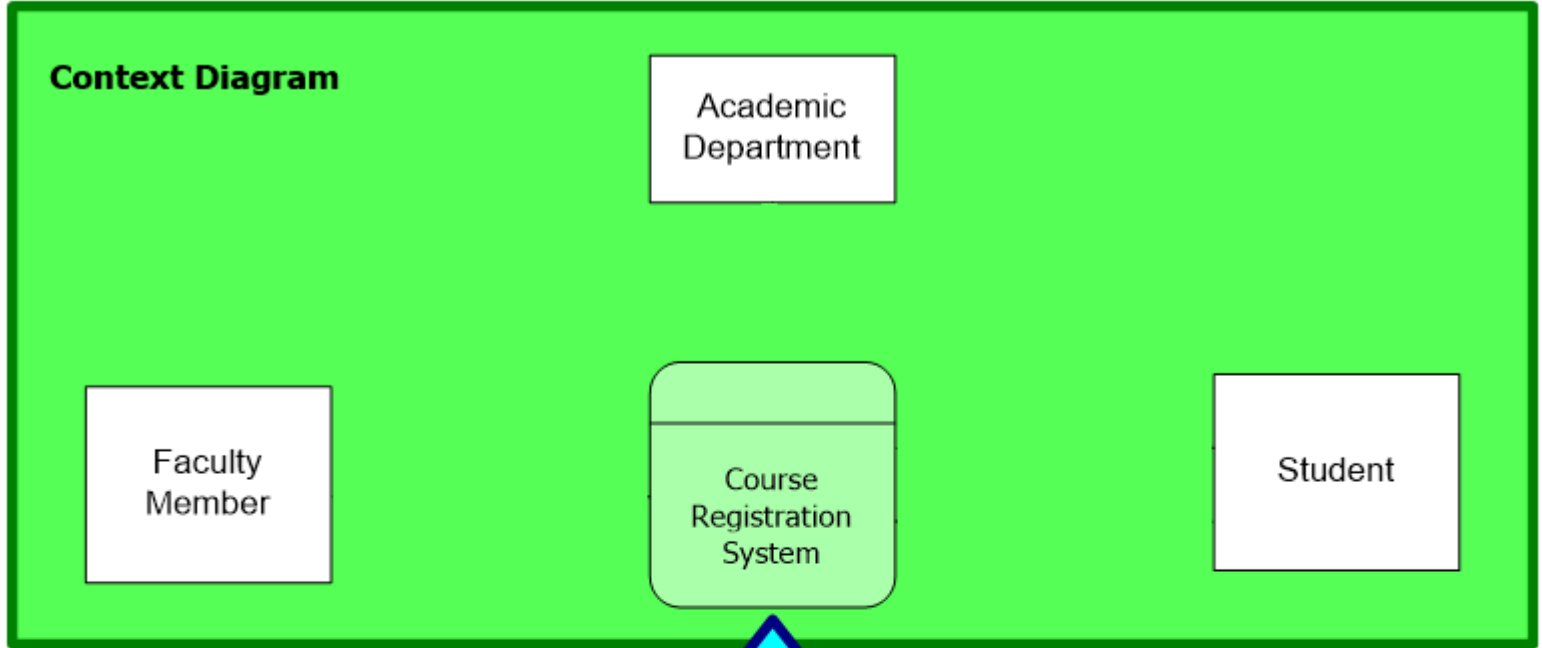 Context Diagram
Academic
Department
Faculty
Member
Course
Registration
System
Student